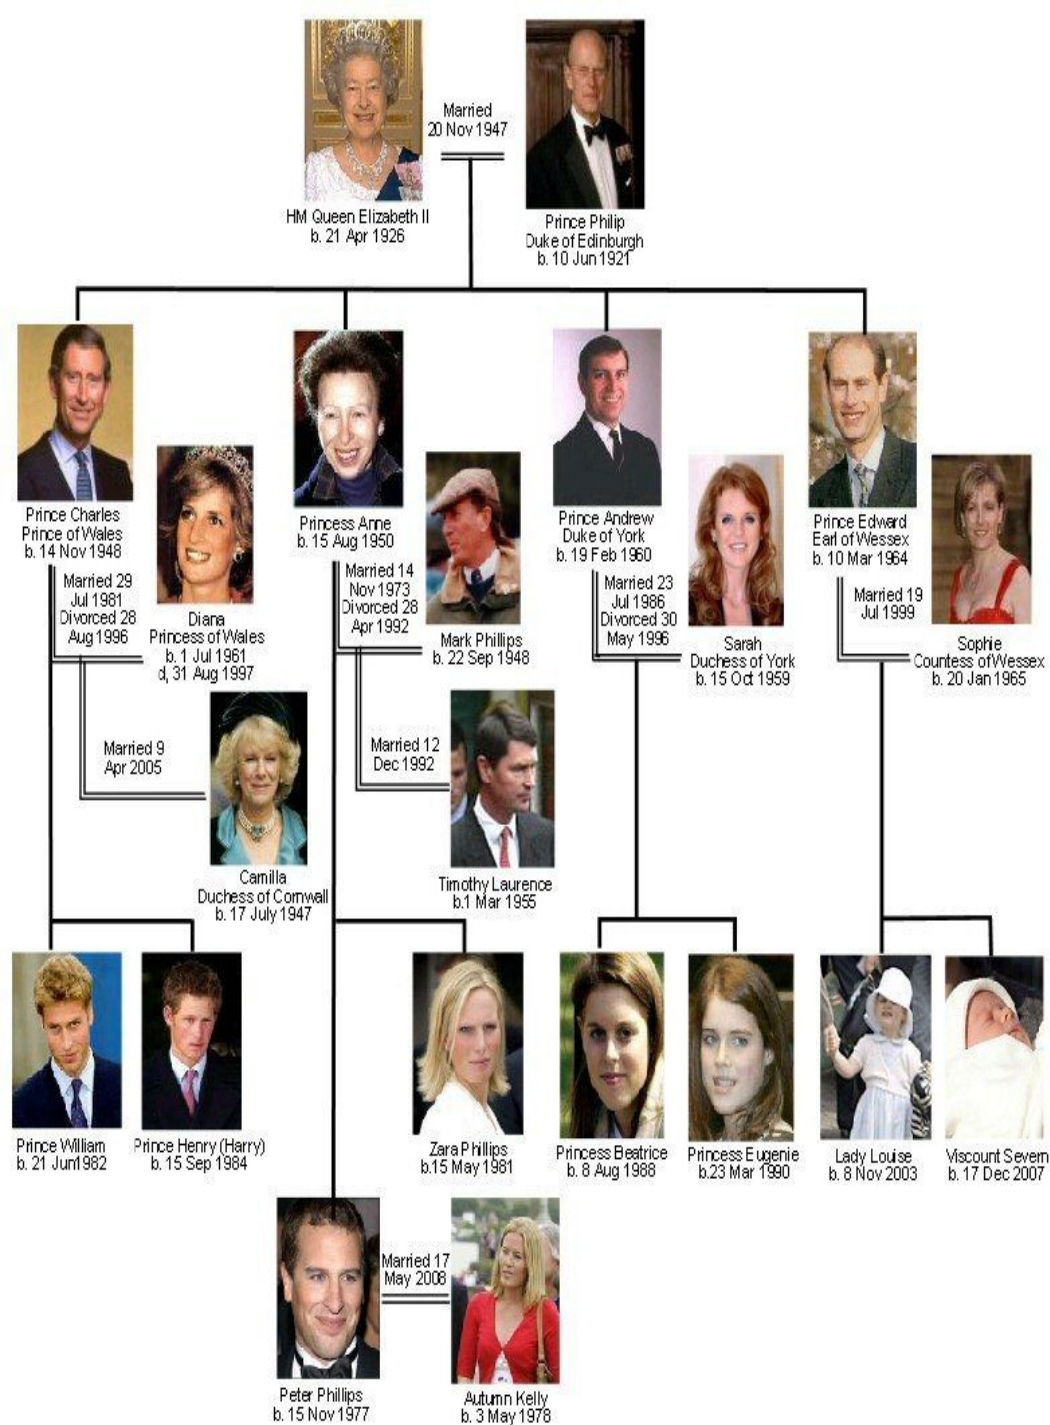 Married
20 Nov 1947
HM Queen Elizabeth II
b. 21 Apr 1926
Prince Philip
Duke of Edinburgh
b. 10 Jun 1921
Prince Charles
Prince of Wales
b. 14 Nov 1948
Married 29
Jul 1981
Divorced 28
Aug 1996
Diana
Princess of Wales
b. 1 Jul 1961
d, 31 Aug 1997
Princess Anne
b. 15 Aug 1950
Married 14
Nov 1973
Divorced 28
Apr 1992
Mark Phillips
b. 22 Sep 1948
Prince Andrew
Duke of York
b. 19 Feb 1960
Married 23
Jul 1986
Divorced 30
May 1996
Sarah
Duchess of York
b. 15 Oct 1959
Prince Edward
Earl of Wessex
b. 10 Mar 1964
Married 19
Jul 1999
Sophie
Countess of Wessex
b. 20 Jan 1965
Married 9
Apr 2005
Camilla
Duchess of Cornwall
b. 17 July 1947
Married 12
Dec 1992
Timothy Laurence
b.1 Mar 1955
Prince William
b. 21 Jun1982
Prince Henry (Harry)
b. 15 Sep 1984
Zara Phillips
b.15 May 1981
Princess Beatrice
b. 8 Aug 1988
Princess Eugenie
b.23 Mar 1990
Lady Louise
b. 8 Nov 2003
Viscount Severn
b. 17 Dec 2007
Married 17
May 2008
Peter Phillips
b. 15 Nov 1977
Autumn Kelly
b. 3 May 1978